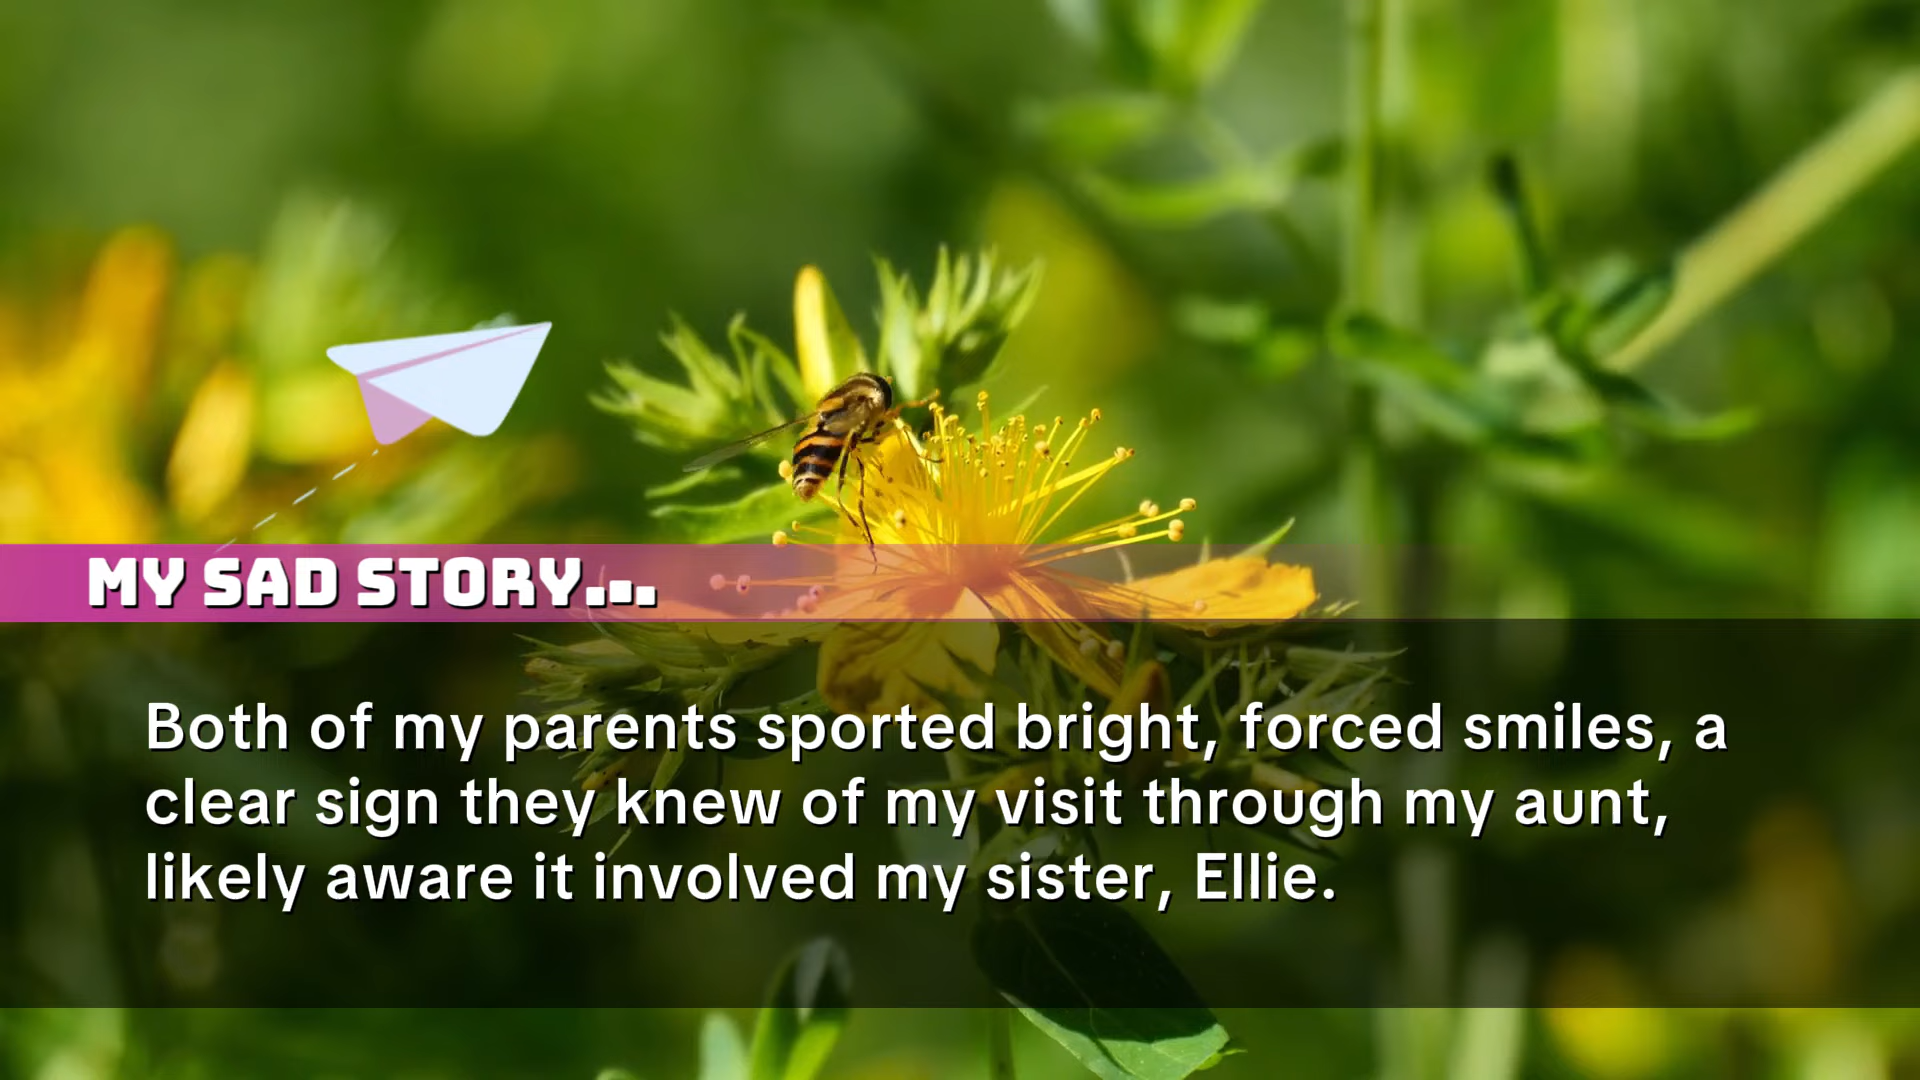 MY SAD STORY...
Both of my parents sported bright, forced smiles, a
clear sign they knew of my visit through my aunt,
likely aware it involved my sister, Ellie.